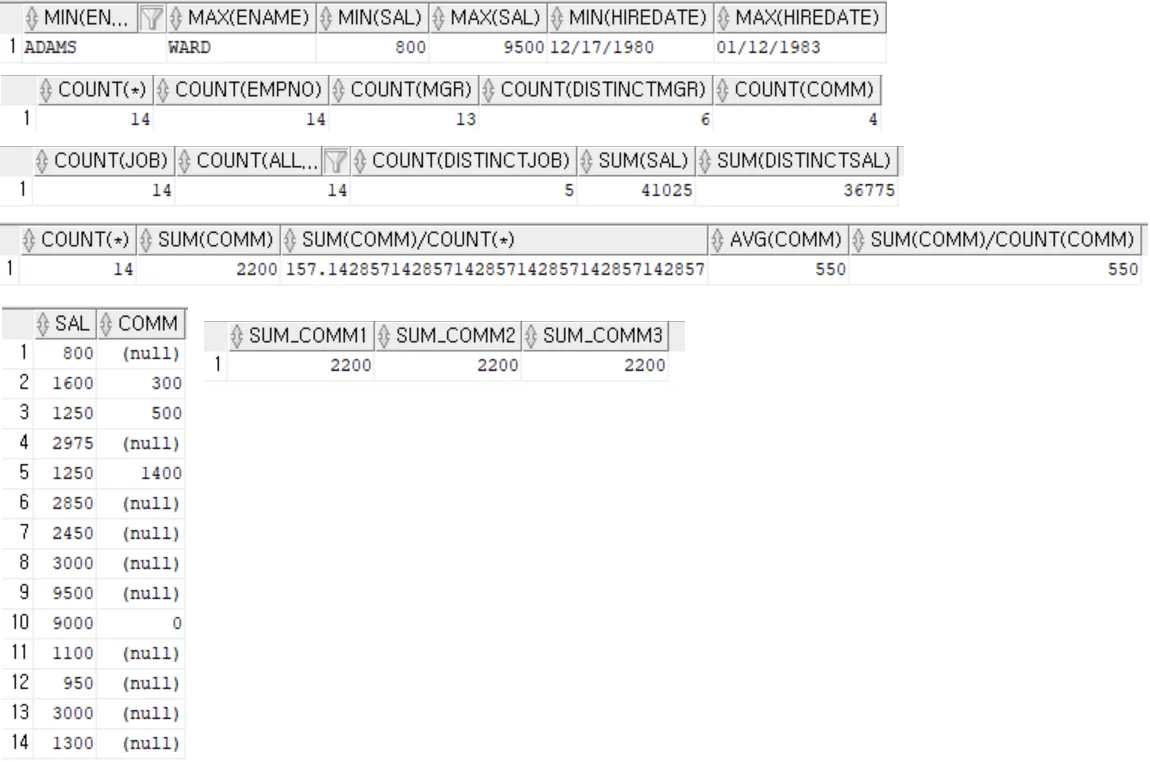 MIN(EN... MAX(ENAME) MIN(SAL) MAX(SAL) MIN(HIREDATE) MAX(HIREDATE)
1 ADAMS WARD 800 9500 12/17/1980 01/12/1983
COUNT(*) COUNT(EMPNO) COUNT(MGR) COUNT(DISTINCTMGR) COUNT(COMM)
1 14 14 13 6 4
COUNT(JOB) COUNT(ALL... COUNT(DISTINCTJOB) SUM(SAL) SUM(DISTINCTSAL)
1 14 14 5 41025 36775
COUNT(*) SUM(COMM) SUM(COMM)/COUNT(*) AVG(COMM) SUM(COMM)/COUNT(COMM)
1 14 2200 157.142857142857142857142857142857142857 550 550
SAL COMM
1 800 (null)
2 1600 300
3 1250 500
4 2975 (null)
5 1250 1400
6 2850 (null)
7 2450 (null)
8 3000 (null)
9 9500 (null)
10 9000 0
11 1100 (null)
12 950 (null)
13 3000 (null)
14 1300 (null)
SUM_COMM1 SUM_COMM2 SUM_COMM3
1 2200 2200 2200